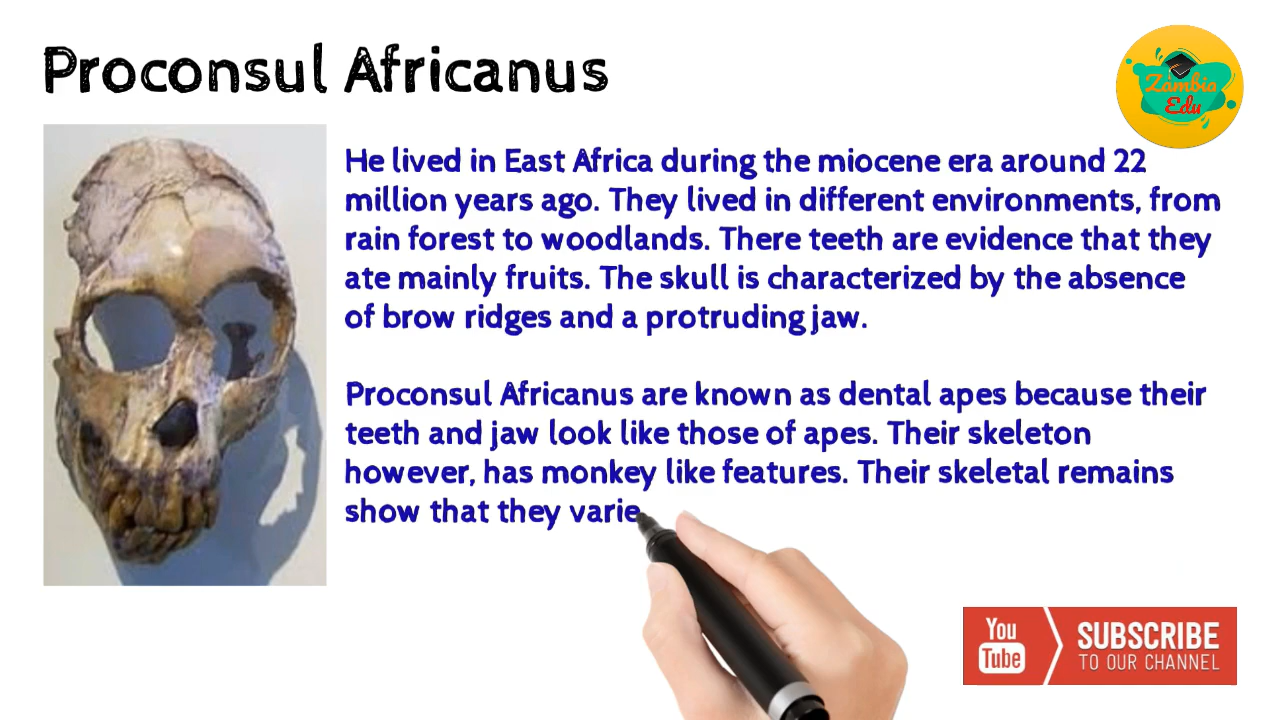 Proconsul Africanus
Zambia
Edu
He lived in East Africa during the miocene era around 22
million years ago. They lived in different environments, from
rain forest to woodlands. There teeth are evidence that they
ate mainly fruits. The skull is characterized by the absence
of brow ridges and a protruding jaw.
Proconsul Africanus are known as dental apes because their
teeth and jaw look like those of apes. Their skeleton
however, has monkey like features. Their skeletal remains
show that they varie
You
Tube
SUBSCRIBE
TO OUR CHANNEL